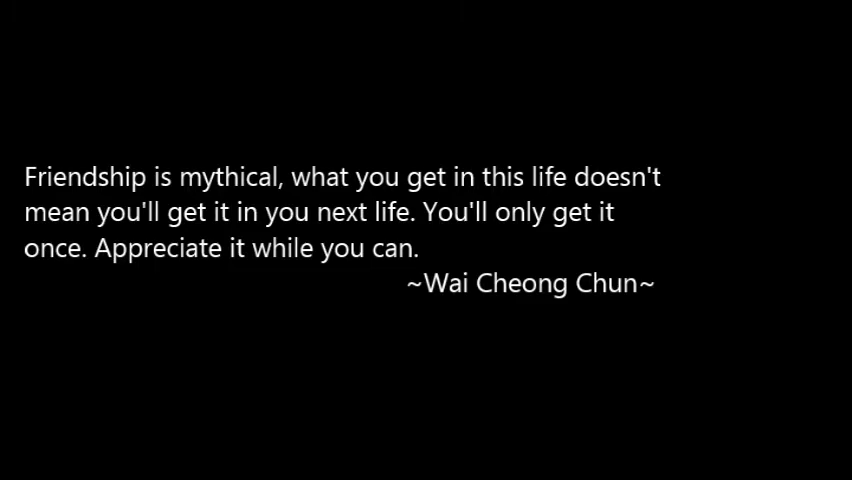 Friendship is mythical, what you get in this life doesn't
mean you'll get it in you next life. You'll only get it
once. Appreciate it while you can.
~Wai Cheong Chun~